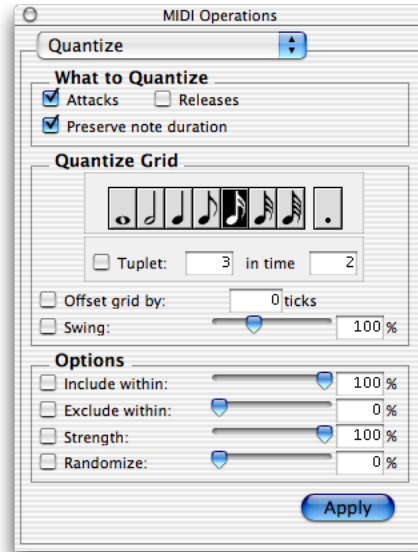 MIDI Operations
Quantize
What to Quantize
Attacks Releases
Preserve note duration
Quantize Grid
Tuplet: 3 in time 2
Offset grid by: 0 ticks
Swing: 100 %
Options
Include within: 100 %
Exclude within: 0 %
Strength: 100 %
Randomize: 0 %
Apply